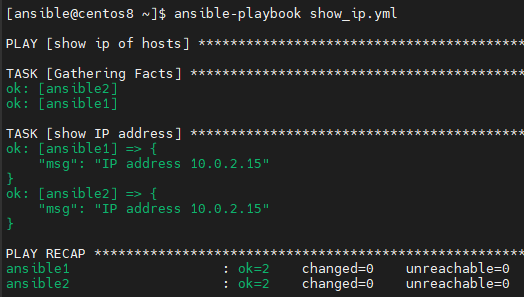 [ansible@centos8 ~]$ ansible-playbook show_ip.yml
PLAY [show ip of hosts] *****************************************
TASK [Gathering Facts] ******************************************
ok: [ansible2]
ok: [ansible1]
TASK [show IP address] ******************************************
ok: [ansible1] => {
    "msg": "IP address 10.0.2.15"
}
ok: [ansible2] => {
    "msg": "IP address 10.0.2.15"
}
PLAY RECAP ******************************************************
ansible1                   : ok=2    changed=0    unreachable=0
ansible2                   : ok=2    changed=0    unreachable=0